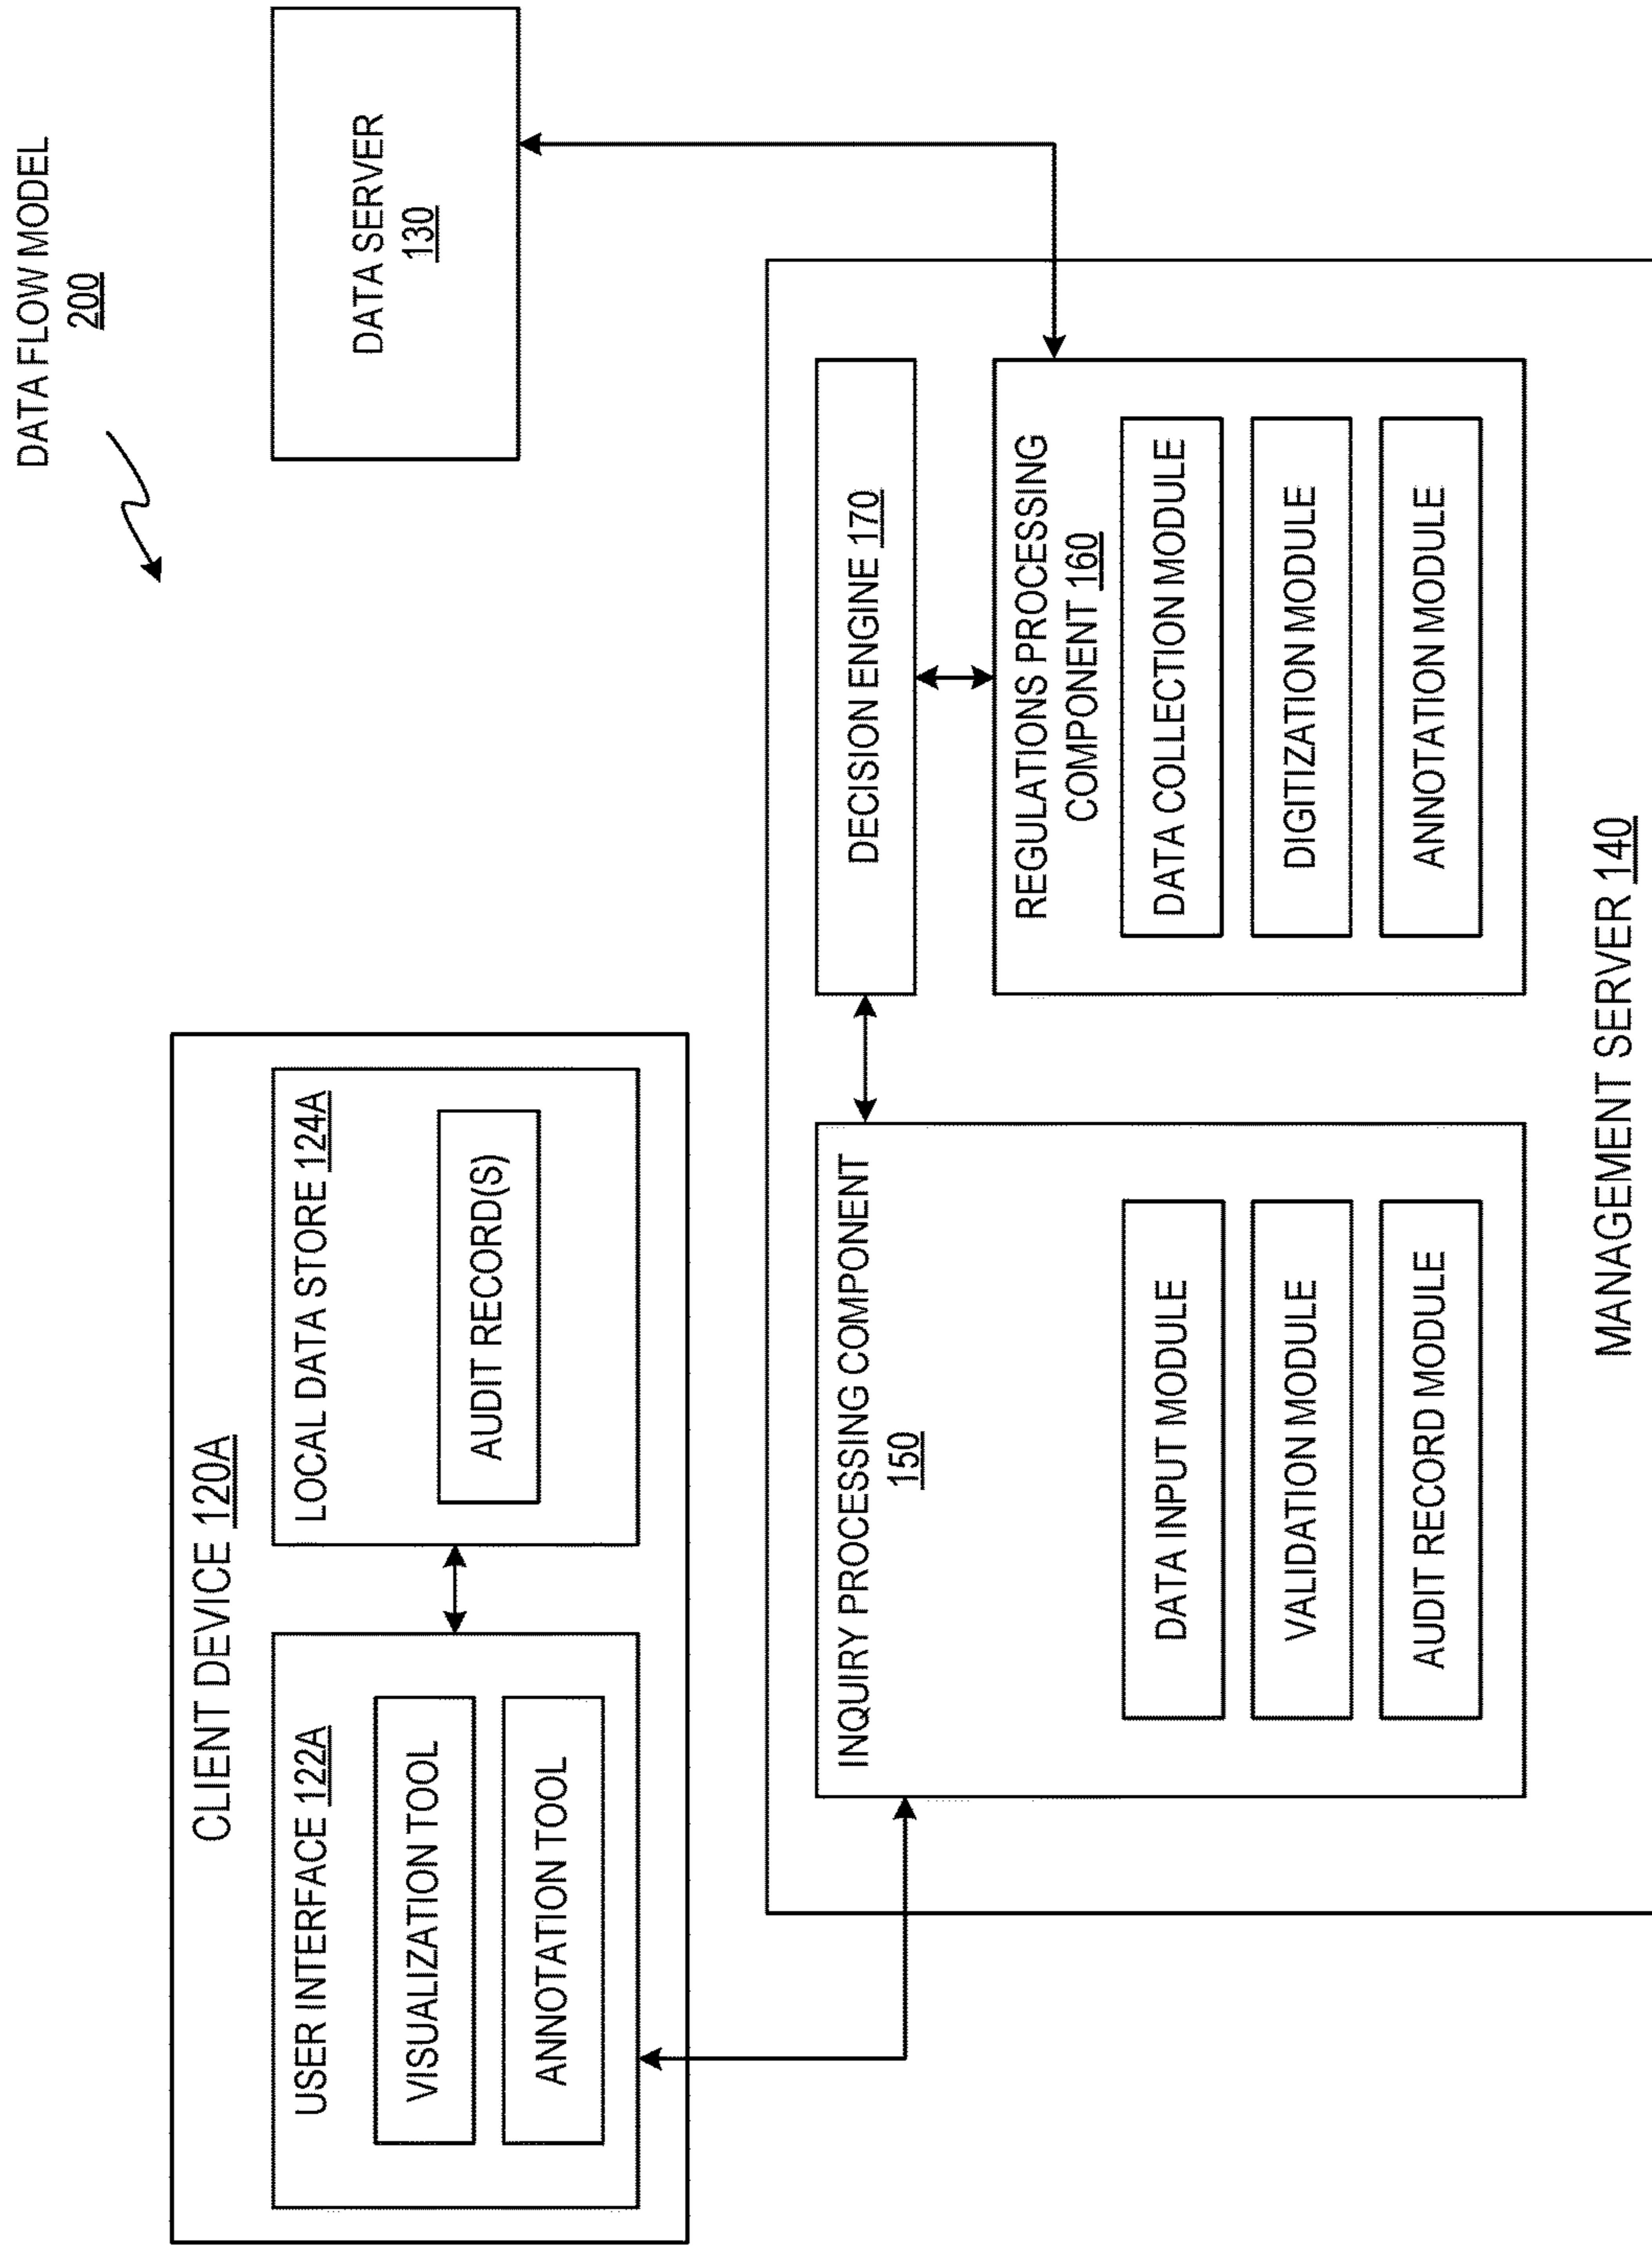 DATA FLOW MODEL
200
CLIENT DEVICE 120A
USER INTERFACE 122A
VISUALIZATION TOOL
ANNOTATION TOOL
LOCAL DATA STORE 124A
AUDIT RECORD(S)
DATA SERVER
130
INQUIRY PROCESSING COMPONENT
150
DATA INPUT MODULE
VALIDATION MODULE
AUDIT RECORD MODULE
DECISION ENGINE 170
REGULATIONS PROCESSING
COMPONENT 160
DATA COLLECTION MODULE
DIGITIZATION MODULE
ANNOTATION MODULE
MANAGEMENT SERVER 140